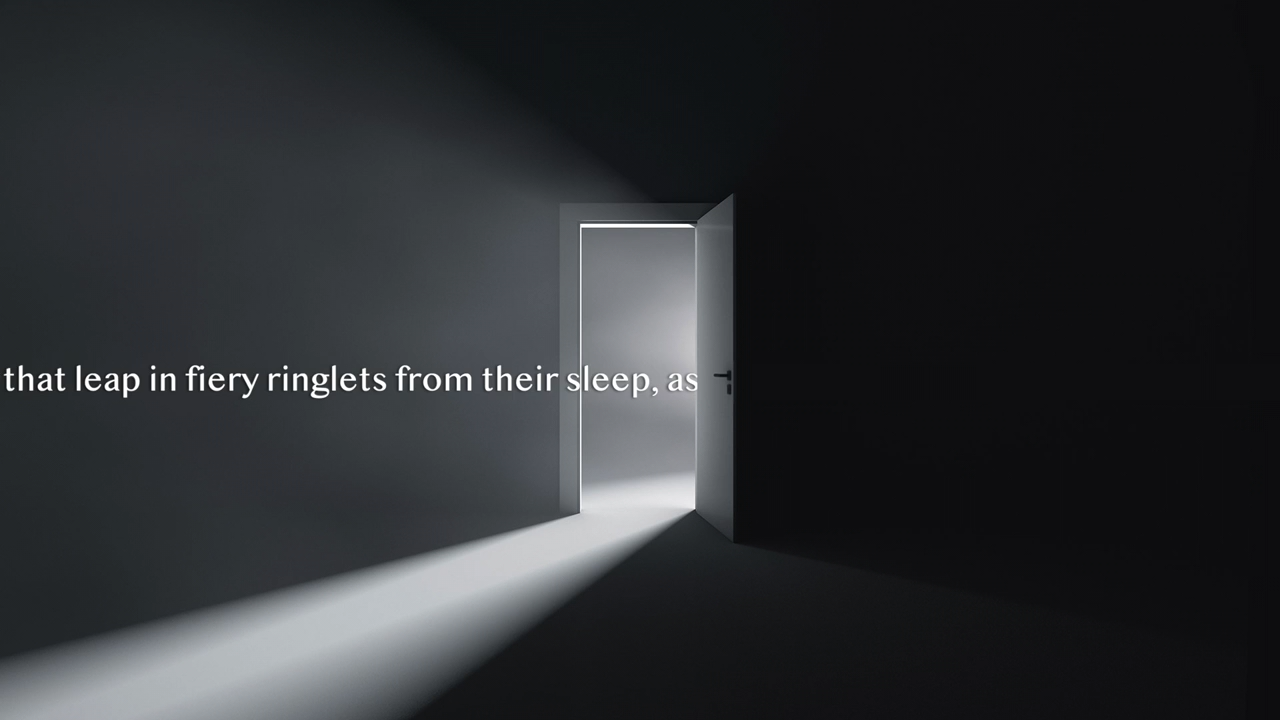 that leap in fiery ringlets from their sleep, as